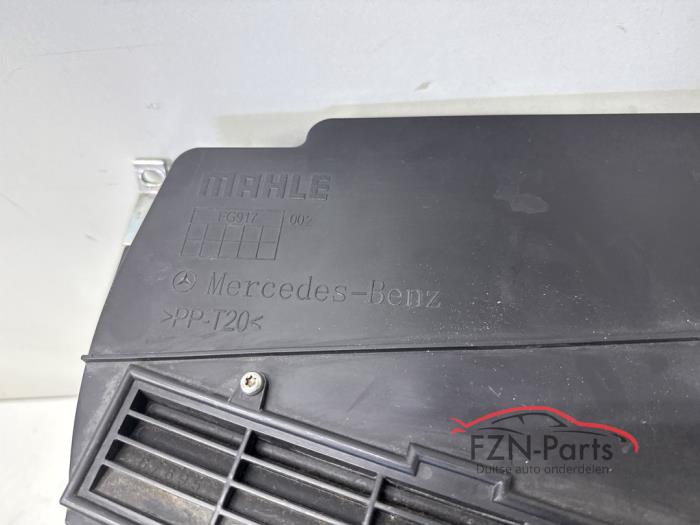 MAHLE
FG917 002
Mercedes-Benz
>PP-T20<
FZN-Parts
Duitse auto onderdelen